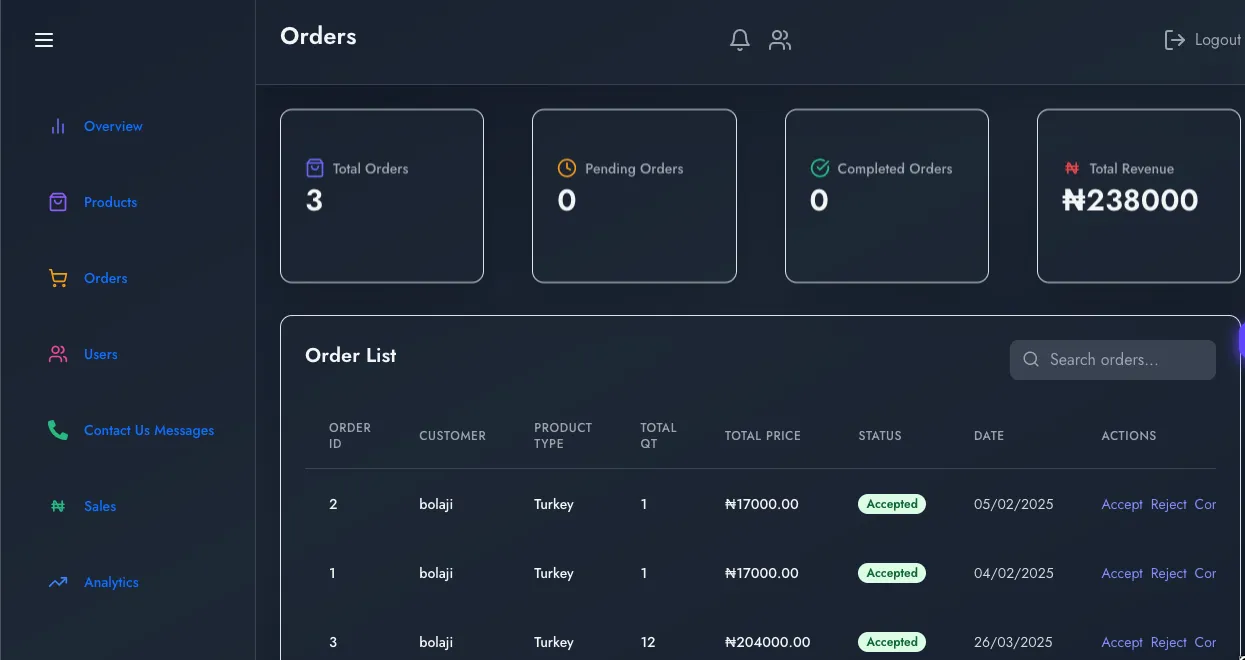 Orders
Logout
Overview
Products
Orders
Users
Contact Us Messages
Sales
Analytics
Total Orders
3
Pending Orders
0
Completed Orders
0
Total Revenue
₦238000
Order List
Search orders...
ORDER ID CUSTOMER PRODUCT TYPE TOTAL QT TOTAL PRICE STATUS DATE ACTIONS
2 bolaji Turkey 1 ₦17000.00 Accepted 05/02/2025 Accept Reject Cor
1 bolaji Turkey 1 ₦17000.00 Accepted 04/02/2025 Accept Reject Cor
3 bolaji Turkey 12 ₦204000.00 Accepted 26/03/2025 Accept Reject Cor